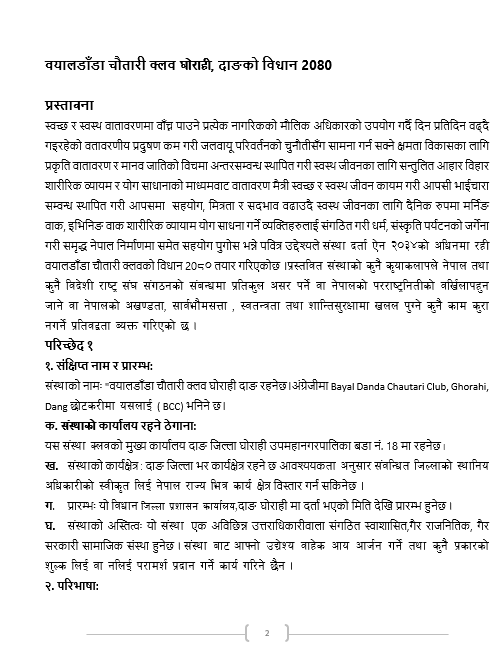 वयालडाँडा चौतारी क्लव घोराही, दाङको विधान 2080
प्रस्तावना
स्वच्छ र स्वस्थ वातावरणमा वाँच्न पाउने प्रत्येक नागरिकको मौलिक अधिकारको उपयोग गर्दै दिन प्रतिदिन वढ्दै
गइरहेको वतावरणीय प्रदुषण कम गरी जलवायू परिवर्तनको चुनौतीसँग सामना गर्न सक्ने क्षमता विकासका लागि
प्रकृति वातावरण र मानव जातिको विचमा अन्तरसम्वन्ध स्थापित गरी स्वस्थ जीवनका लागि सन्तुलित आहार विहार
शारीरिक व्यायम र योग साधानाको माध्यमवाट वातावरण मैत्री स्वच्छ र स्वस्थ जीवन कायम गरी आपसी भाईचारा
सम्वन्ध स्थापित गरी आपसमा सहयोग, मित्रता र सदभाव वढाउदै स्वस्थ जीवनका लागि दैनिक रुपमा मर्निङ
वाक, इभिनिङ वाक शारीरिक व्यायाम योग साधना गर्ने व्यक्तिहरुलाई संगठित गरी धर्म, संस्कृति पर्यटनको जर्गेना
गरी समृद्ध नेपाल निर्माणमा समेत सहयोग पुगोस भन्ने पवित्र उद्देश्यले संस्था दर्ता ऐन २०३४को अधिनमा रही
वयालडाँडा चौतारी क्लवको विधान 20८० तयार गरिएकोछ ।प्रस्तवित संस्थाको कुनै कृयाकलापले नेपाल तथा
कुनै विदेशी राष्ट्र संघ संगठनको संवन्धमा प्रतिकुल असर पर्ने वा नेपालको परराष्ट्रनितीको वर्खिलापहुन
जाने वा नेपालको अखण्डता, सार्वभौमसत्ता , स्वतन्त्रता तथा शान्तिसुरक्षामा खलल पुग्ने कुनै काम कुरा
नगर्ने प्रतिवद्धता व्यक्त गरिएको छ ।
परिच्छेद १
१. संक्षिप्त नाम र प्रारम्भ:
संस्थाको नामः "वयालडाँडा चौतारी क्लव घोराही दाङ रहनेछ।अंग्रेजीमा Bayal Danda Chautari Club, Ghorahi,
Dang छोटकरीमा यसलाई ( BCC) भनिने छ।
क. संस्थाको कार्यालय रहने ठेगाना:
यस संस्था क्लवको मुख्य कार्यालय दाङ जिल्ला घोराही उपमहानगरपालिका बडा नं. 18 मा रहनेछ।
ख. संस्थाको कार्यक्षेत्र : दाङ जिल्ला भर कार्यक्षेत्र रहने छ आवश्ययकता अनुसार संवन्धित जिल्लाको स्थानिय
अधिकारीको स्वीकृत लिई नेपाल राज्य भित्र कार्य क्षेत्र विस्तार गर्न सकिनेछ ।
ग. प्रारम्भः यो विधान जिल्ला प्रशासन कार्यालय,दाङ घोराही मा दर्ता भएको मिति देखि प्रारम्भ हुनेछ ।
घ. संस्थाको अस्तित्वः यो संस्था एक अविछिन्न उत्तराधिकारीवाला संगठित स्वाशासित,गैर राजनितिक, गैर
सरकारी सामाजिक संस्था हुनेछ । संस्था बाट आफ्नो उद्येश्य वाहेक आय आर्जन गर्ने तथा कुनै प्रकारको
शुल्क लिई वा नलिई परामर्श प्रदान गर्ने कार्य गरिने छैन ।
२. परिभाषा:
2